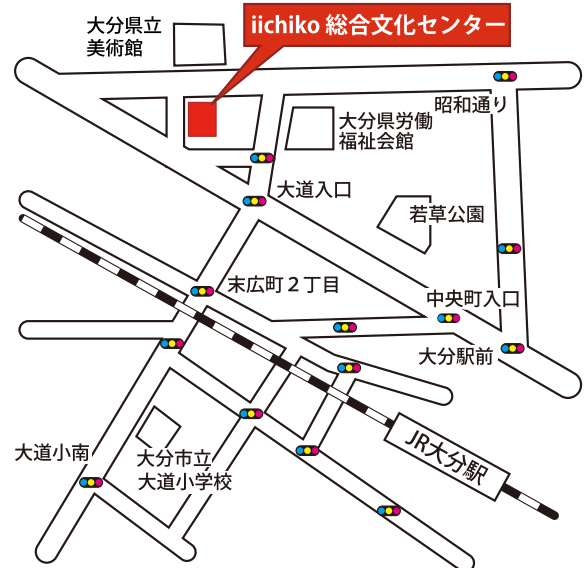 iichiko 総合文化センター
大分県立
美術館
昭和通り
大分県労働
福祉会館
大道入口
若草公園
末広町２丁目
中央町入口
大分駅前
大道小南
大分市立
大道小学校
JR大分駅